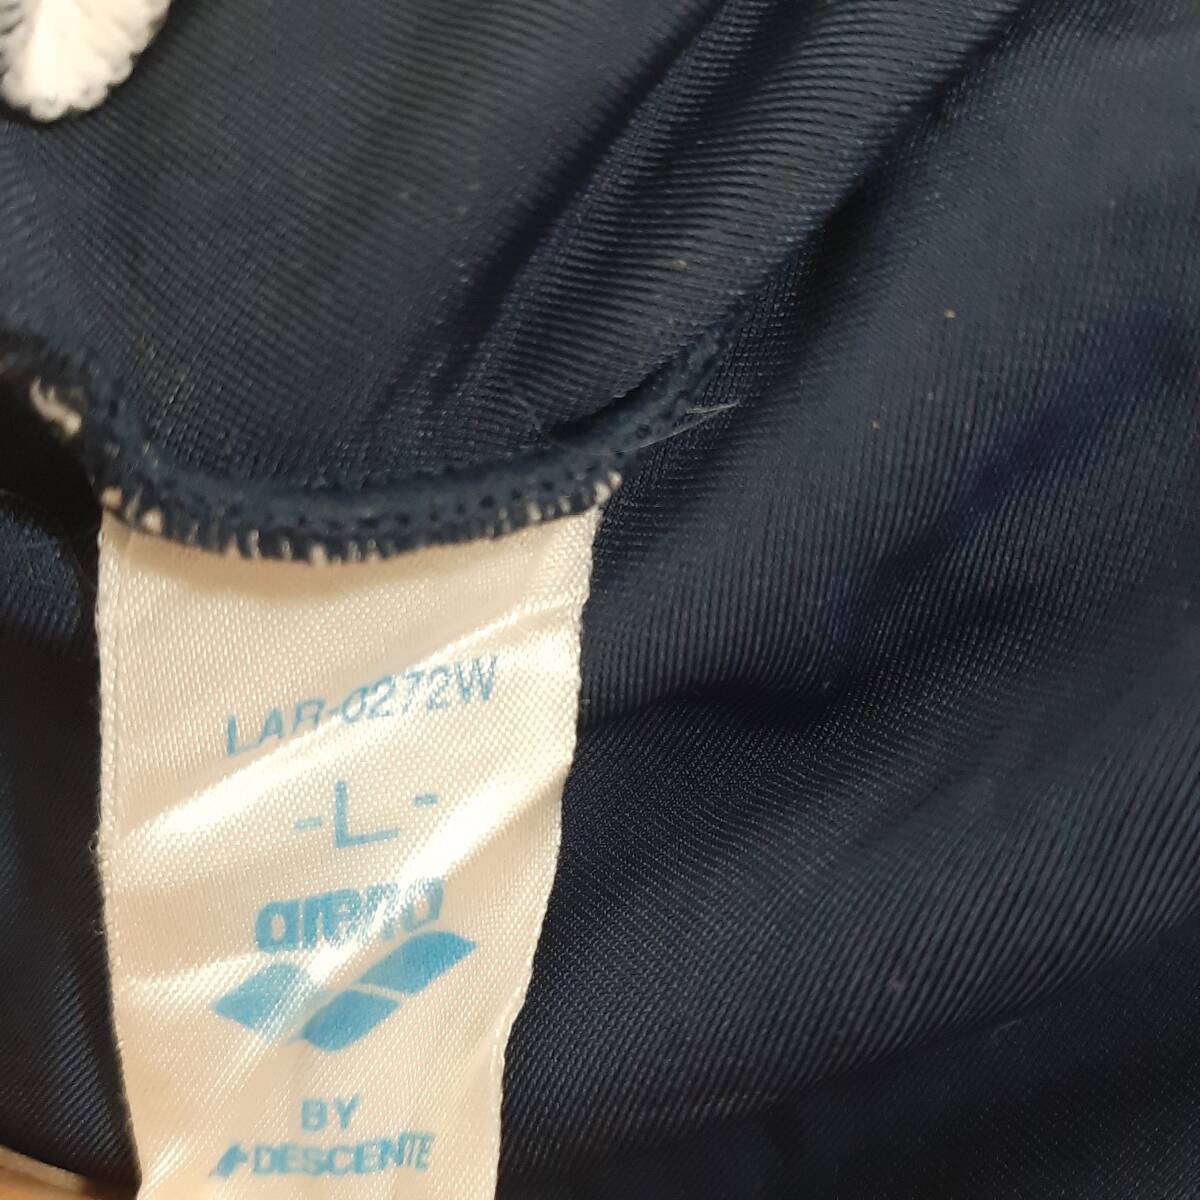 LAR-0272W
-L-
arena
BY
DESCENTE